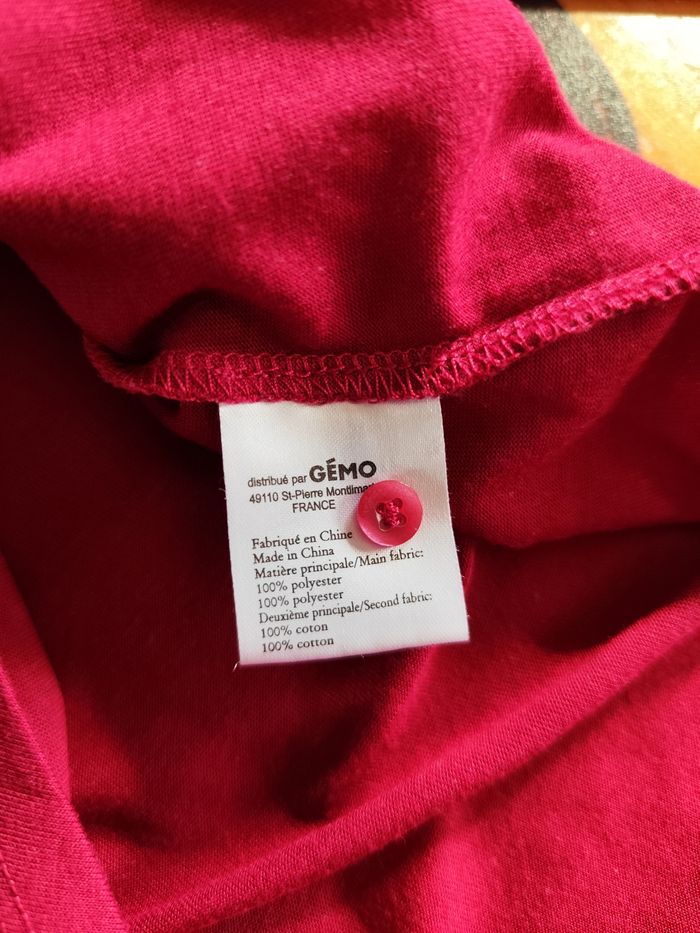 distribué par GÉMO
49110 St-Pierre
FRANCE
Fabriqué en Chine
Made in China
Matière principale/Main fabric:
100% polyester
100% polyester
Deuxième principale/Second fabric:
100% coton
100% cotton